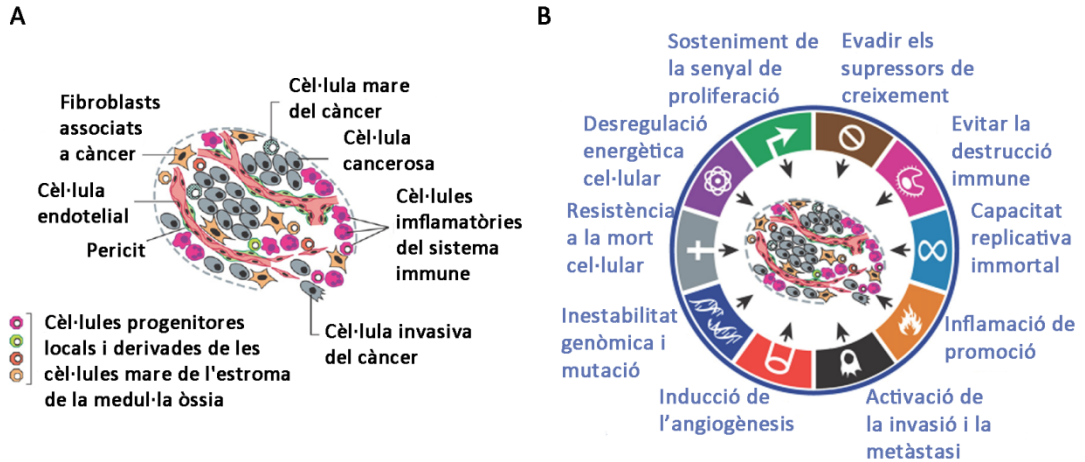 A
Fibroblasts
associats
a càncer
Cèl·lula
endotelial
Pericit
Cèl·lula mare
del càncer
Cèl·lula
cancerosa
Cèl·lules
imflamatòries
del sistema
immune
Cèl·lula invasiva
del càncer
Cèl·lules progenitores
locals i derivades de les
cèl·lules mare de l'estroma
de la medul·la òssia
B
Sosteniment de
la senyal de
proliferació
Evadir els
supressors de
creixement
Desregulació
energètica
cel·lular
Evitar la
destrucció
immune
Resistència
a la mort
cel·lular
Capacitat
replicativa
immortal
Inestabilitat
genòmica i
mutació
Inflamació de
promoció
Inducció de
l'angiogènesis
Activació de
la invasió i la
metàstasi